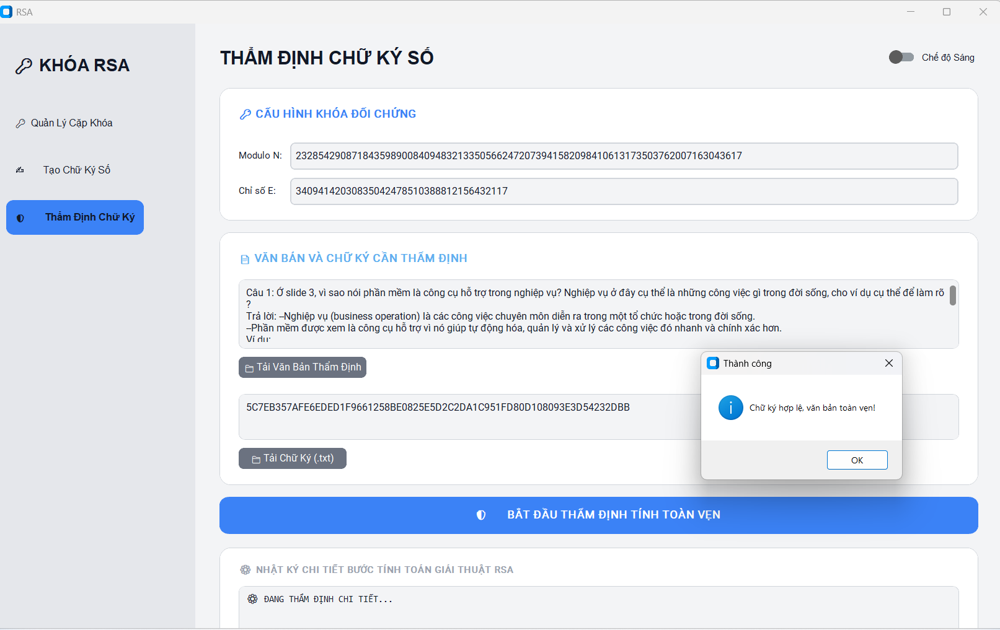 RSA
KHÓA RSA
Quản Lý Cặp Khóa
Tạo Chữ Ký Số
Thẩm Định Chữ Ký
THẨM ĐỊNH CHỮ KÝ SỐ
Chế độ Sáng
CẤU HÌNH KHÓA ĐỐI CHỨNG
Modulo N: 23285429087184359890084094832133505662472073941582098410613173503762007163043617
Chỉ số E: 34094142030835042478510388812156432117
VĂN BẢN VÀ CHỮ KÝ CẦN THẨM ĐỊNH
Câu 1: Ở slide 3, vì sao nói phần mềm là công cụ hỗ trợ trong nghiệp vụ? Nghiệp vụ ở đây cụ thể là những công việc gì trong đời sống, cho ví dụ cụ thể để làm rõ
?
Trả lời: –Nghiệp vụ (business operation) là các công việc chuyên môn diễn ra trong một tổ chức hoặc trong đời sống.
–Phần mềm được xem là công cụ hỗ trợ vì nó giúp tự động hóa, quản lý và xử lý các công việc đó nhanh và chính xác hơn.
Ví dụ:
Tải Văn Bản Thẩm Định
5C7EB357AFE6EDED1F9661258BE0825E5D2C2DA1C951FD80D108093E3D54232DBB
Tải Chữ Ký (.txt)
Thành công
Chữ ký hợp lệ, văn bản toàn vẹn!
OK
BẮT ĐẦU THẨM ĐỊNH TÍNH TOÀN VẸN
NHẬT KÝ CHI TIẾT BƯỚC TÍNH TOÁN GIẢI THUẬT RSA
ĐANG THẨM ĐỊNH CHI TIẾT...